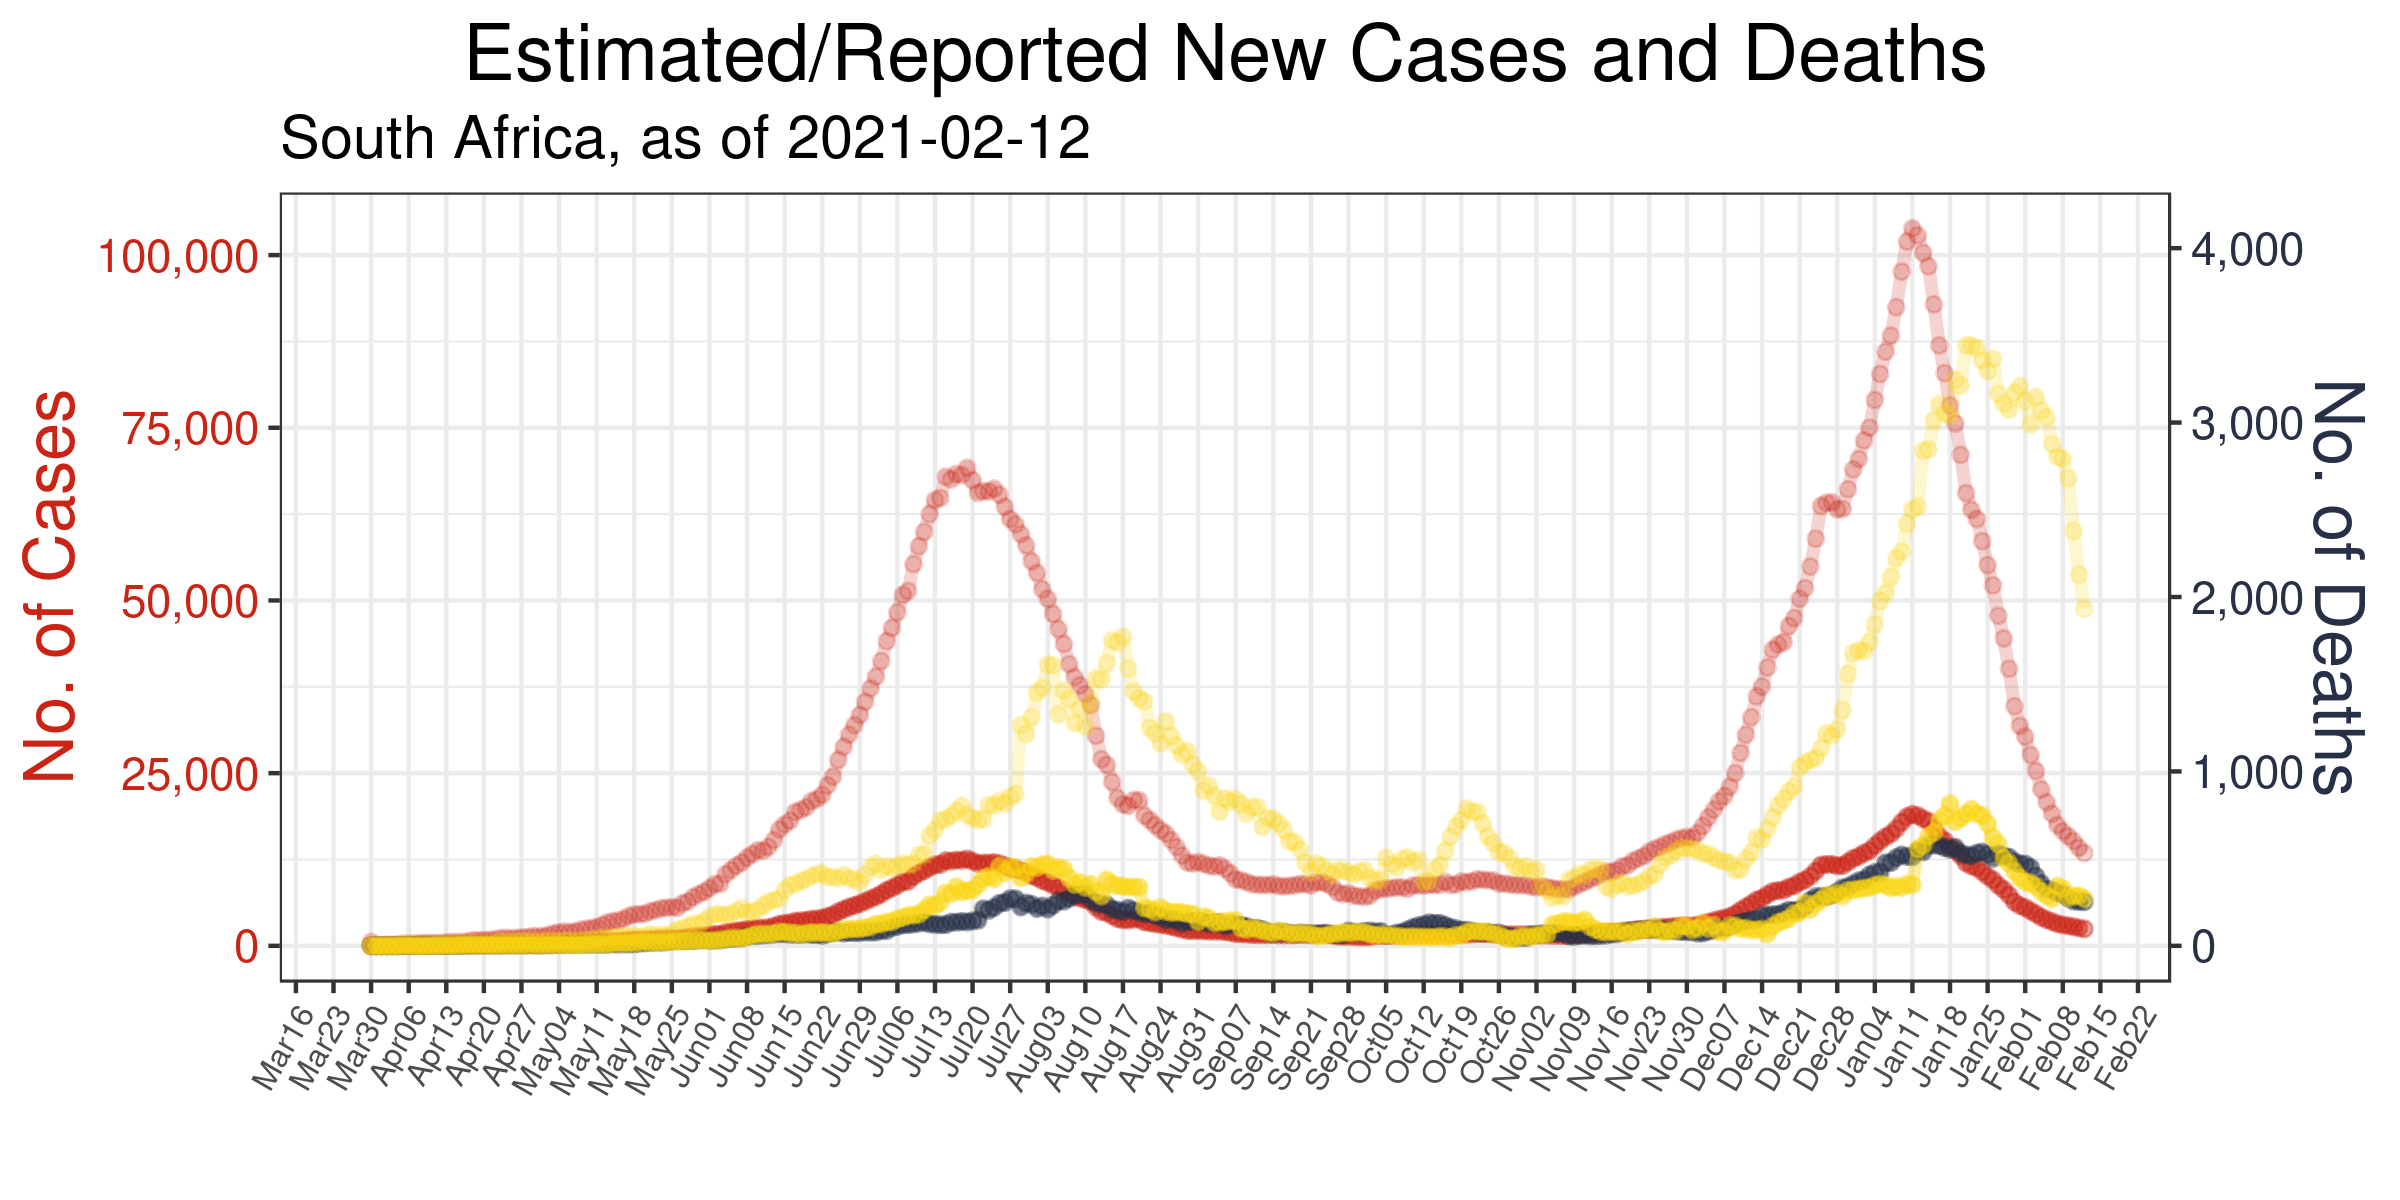 Estimated/Reported New Cases and Deaths
South Africa, as of 2021-02-12
No. of Cases
100,000
75,000
50,000
25,000
0
4,000
3,000
2,000
1,000
0
No. of Deaths
Mar16
Mar23
Mar30
Apr06
Apr13
Apr20
Apr27
May04
May11
May18
May25
Jun01
Jun08
Jun15
Jun22
Jun29
Jul06
Jul13
Jul20
Jul27
Aug03
Aug10
Aug17
Aug24
Aug31
Sep07
Sep14
Sep21
Sep28
Oct05
Oct12
Oct19
Oct26
Nov02
Nov09
Nov16
Nov23
Nov30
Dec07
Dec14
Dec21
Dec28
Jan04
Jan11
Jan18
Jan25
Feb01
Feb08
Feb15
Feb22